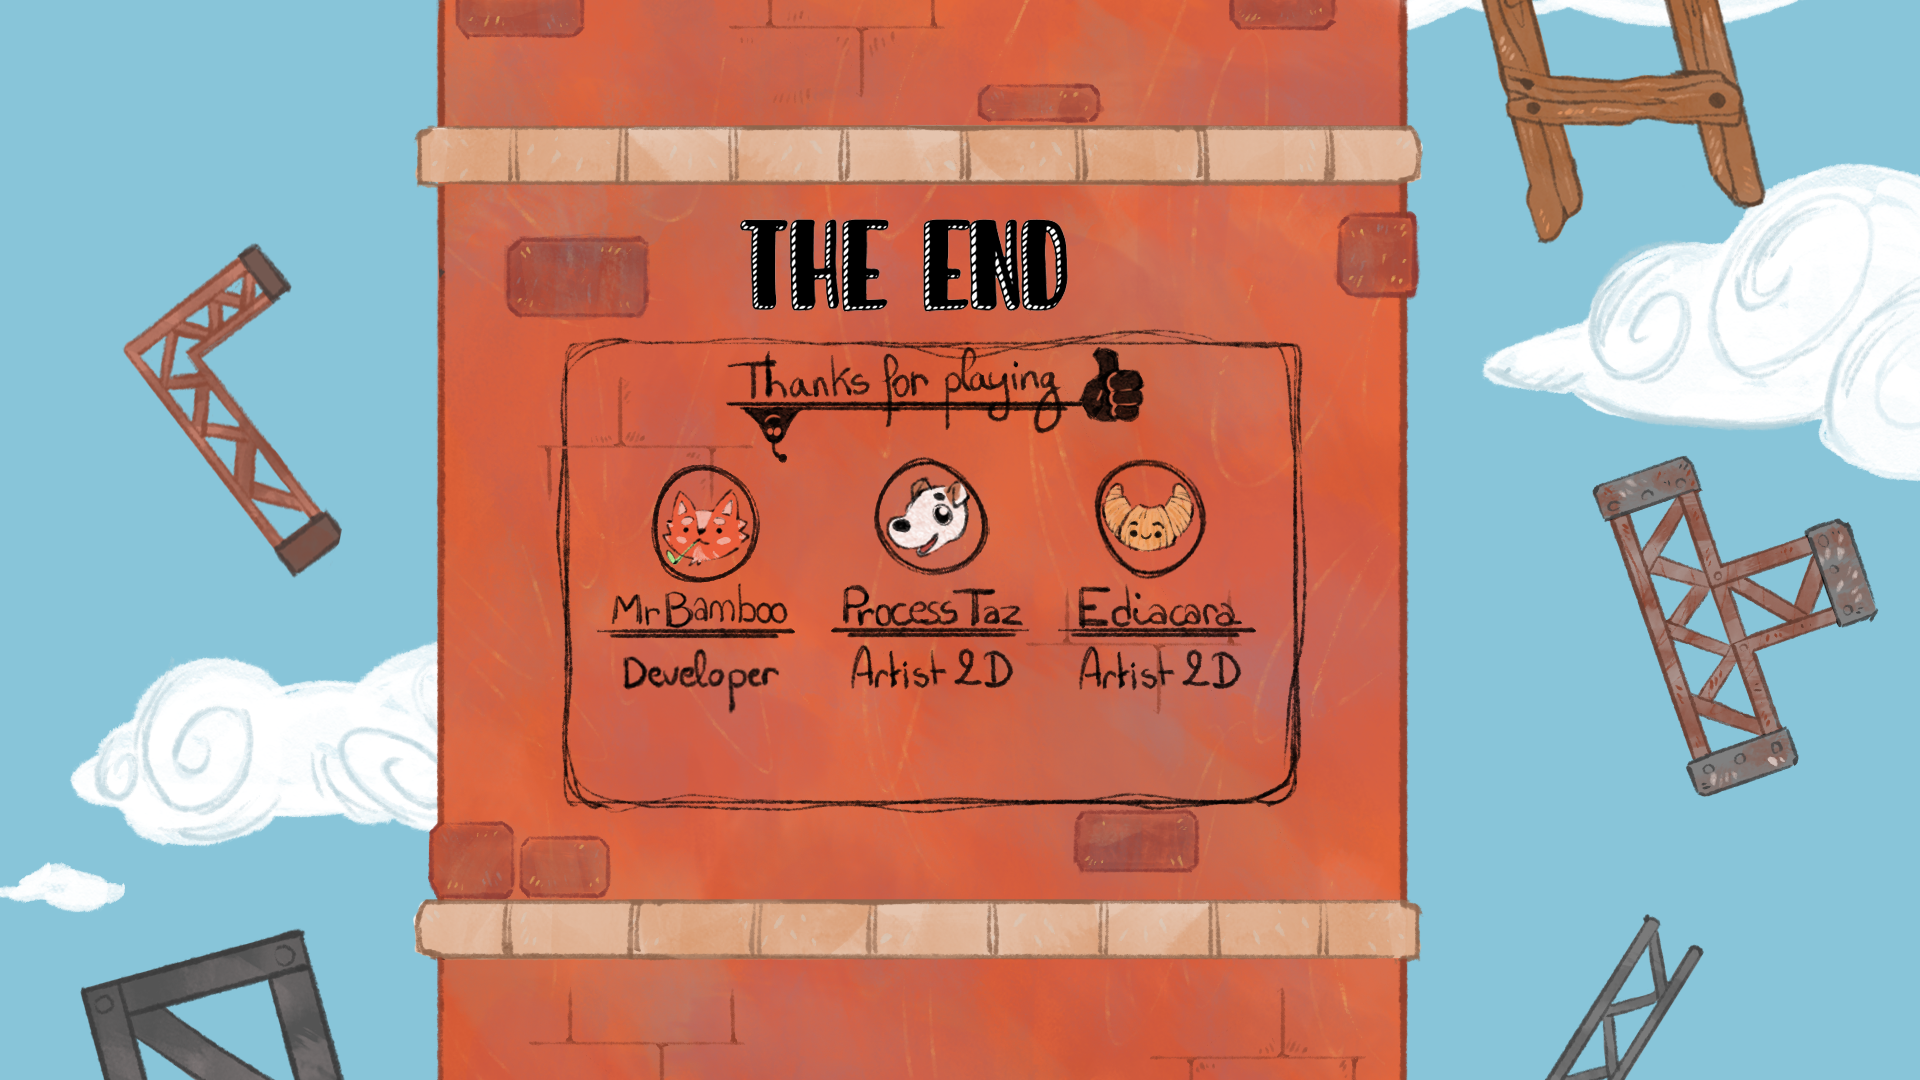 THE END
Thanks for playing
MrBamboo ProcessTaz Ediacara
Developer Artist 2D Artist 2D